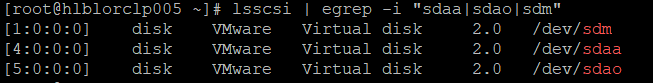 [root@hlblorclp005 ~]# lsscsi | egrep -i "sdaa|sdao|sdm"
[1:0:0:0]    disk    VMware   Virtual disk     2.0   /dev/sdm
[4:0:0:0]    disk    VMware   Virtual disk     2.0   /dev/sdaa
[5:0:0:0]    disk    VMware   Virtual disk     2.0   /dev/sdao